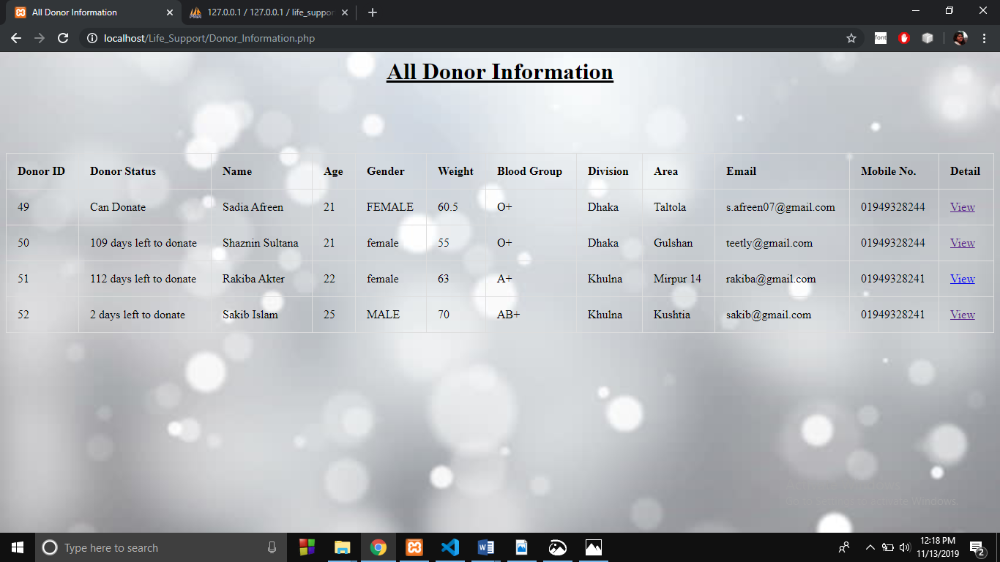 All Donor Information
127.0.0.1 / 127.0.0.1 / life_suppor
localhost/Life_Support/Donor_Information.php
font
All Donor Information
Donor ID Donor Status Name Age Gender Weight Blood Group Division Area Email Mobile No. Detail
49 Can Donate Sadia Afreen 21 FEMALE 60.5 O+ Dhaka Taltola s.afreen07@gmail.com 01949328244 View
50 109 days left to donate Shaznin Sultana 21 female 55 O+ Dhaka Gulshan teetly@gmail.com 01949328244 View
51 112 days left to donate Rakiba Akter 22 female 63 A+ Khulna Mirpur 14 rakiba@gmail.com 01949328241 View
52 2 days left to donate Sakib Islam 25 MALE 70 AB+ Khulna Kushtia sakib@gmail.com 01949328241 View
Go to Settings to activate Windows.
Type here to search
12:18 PM
11/13/2019
2